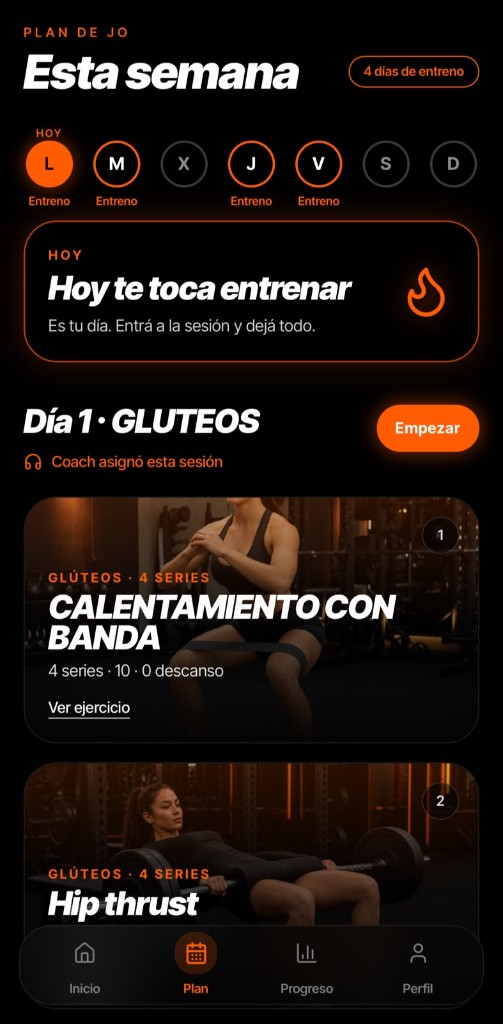 PLAN DE JO
Esta semana
4 días de entreno
HOY
L M X J V S D
Entreno Entreno Entreno Entreno
HOY
Hoy te toca entrenar
Es tu día. Entrá a la sesión y dejá todo.
Día 1 · GLUTEOS
Empezar
Coach asignó esta sesión
1
GLÚTEOS · 4 SERIES
CALENTAMIENTO CON
BANDA
4 series · 10 · 0 descanso
Ver ejercicio
2
GLÚTEOS · 4 SERIES
Hip thrust
Inicio Plan Progreso Perfil